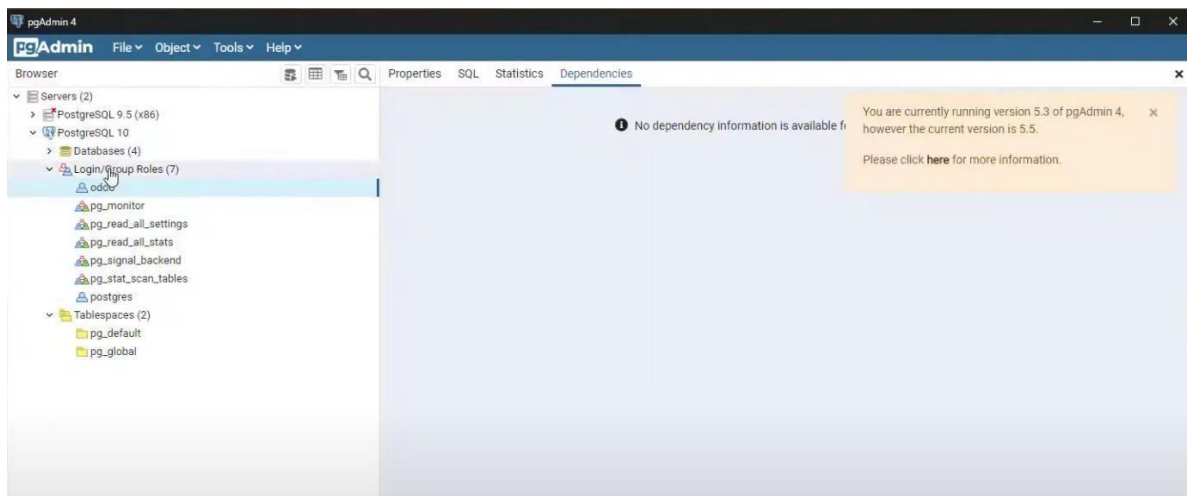 pgAdmin 4
pgAdmin File Object Tools Help
Browser
Properties SQL Statistics Dependencies
Servers (2)
PostgreSQL 9.5 (x86)
PostgreSQL 10
Databases (4)
Login/Group Roles (7)
odoo
pg_monitor
pg_read_all_settings
pg_read_all_stats
pg_signal_backend
pg_stat_scan_tables
postgres
Tablespaces (2)
pg_default
pg_global
No dependency information is available
You are currently running version 5.3 of pgAdmin 4,
however the current version is 5.5.
Please click here for more information.